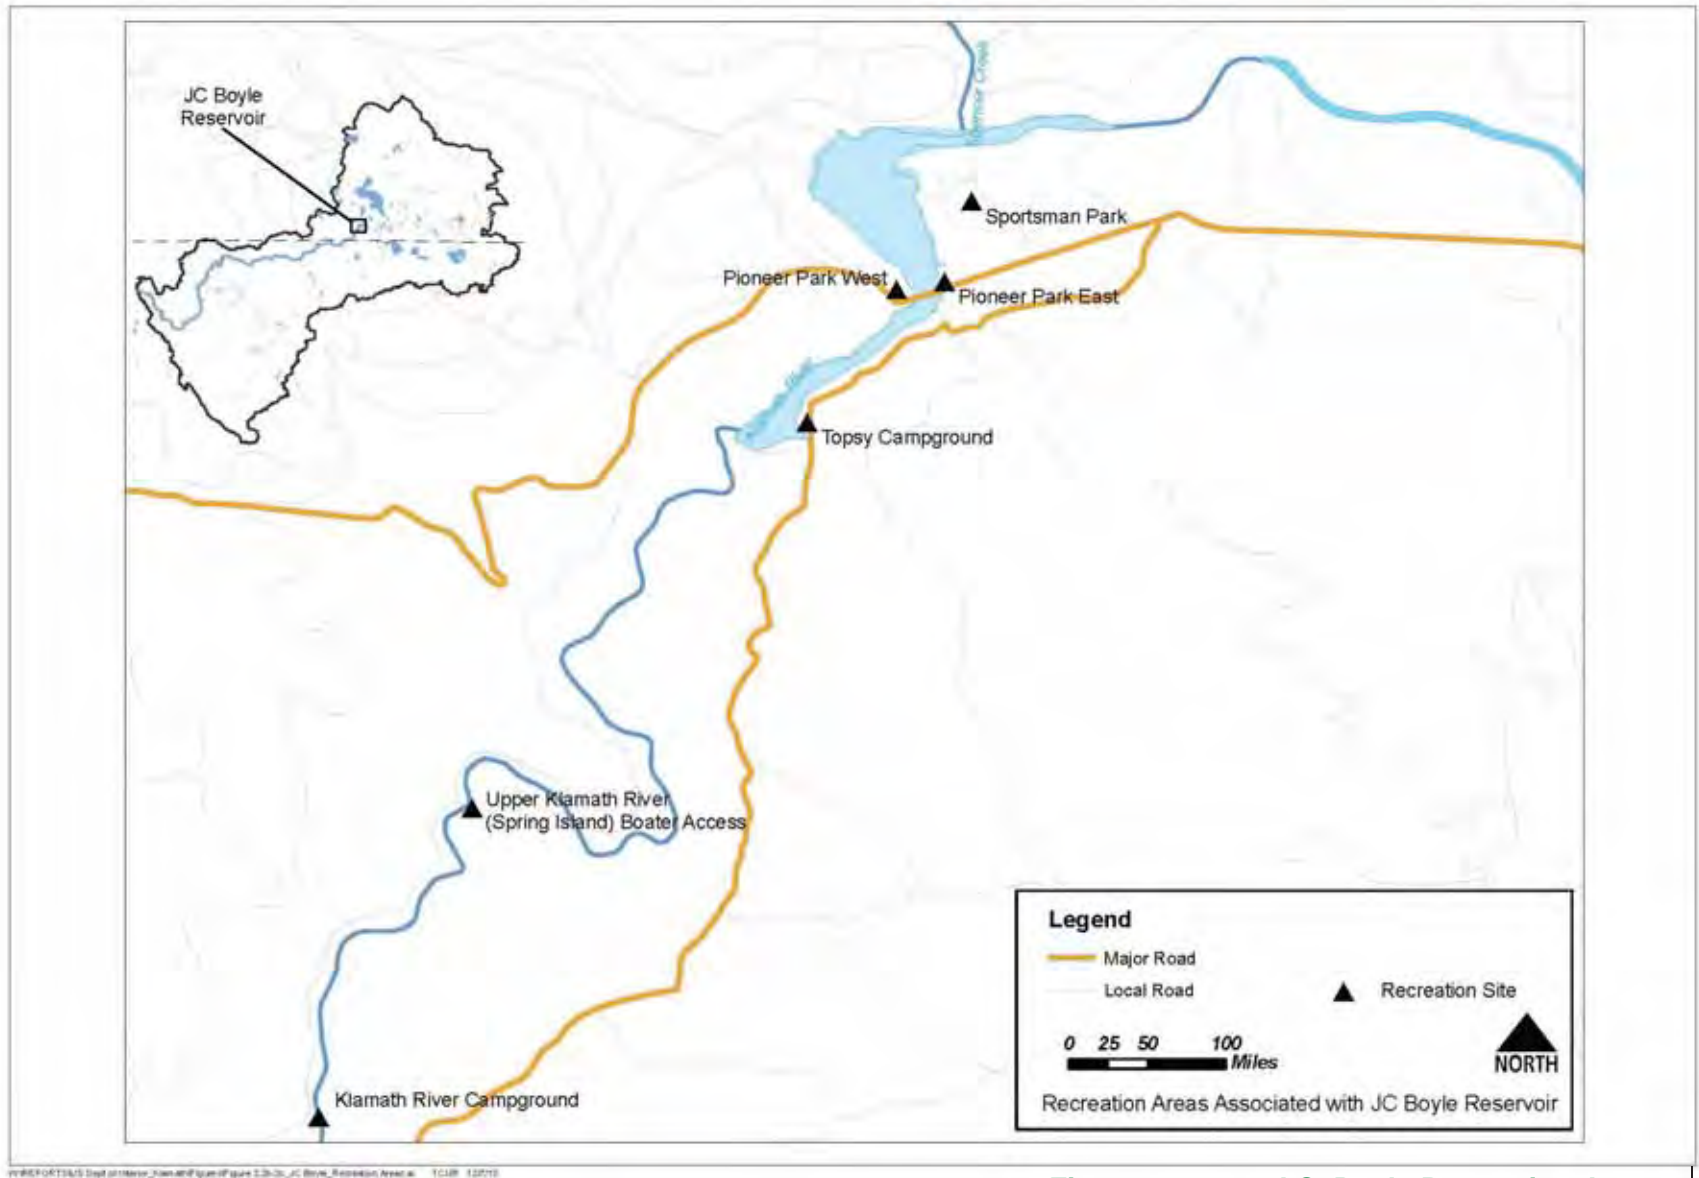 JC Boyle
Reservoir
Creek
Sportsman Park
Pioneer Park West
Pioneer Park East
River
Topsy Campground
Upper Klamath River
(Spring Island) Boater Access
Klamath River Campground
Legend
Major Road
Local Road
Recreation Site
0 25 50 100
Miles
NORTH
Recreation Areas Associated with JC Boyle Reservoir